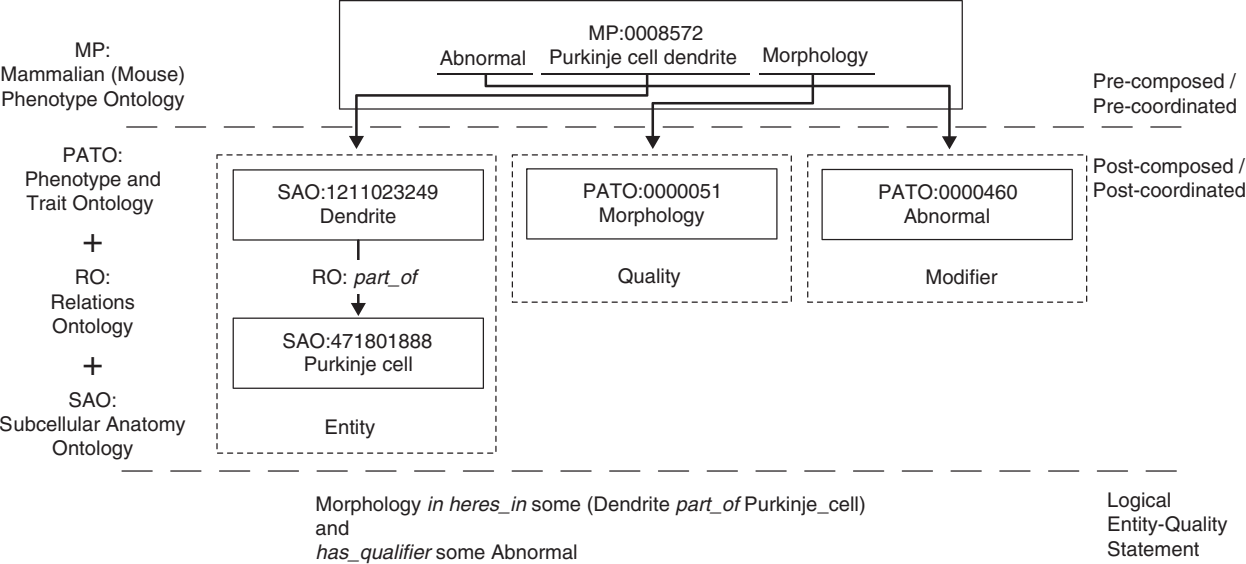 MP:
Mammalian (Mouse)
Phenotype Ontology
MP:0008572
Abnormal Purkinje cell dendrite Morphology
Pre-composed /
Pre-coordinated
PATO:
Phenotype and
Trait Ontology
+
RO:
Relations
Ontology
+
SAO:
Subcellular Anatomy
Ontology
SAO:1211023249
Dendrite
RO: part_of
SAO:471801888
Purkinje cell
Entity
PATO:0000051
Morphology
Quality
PATO:0000460
Abnormal
Modifier
Post-composed /
Post-coordinated
Morphology in heres_in some (Dendrite part_of Purkinje_cell)
and
has_qualifier some Abnormal
Logical
Entity-Quality
Statement